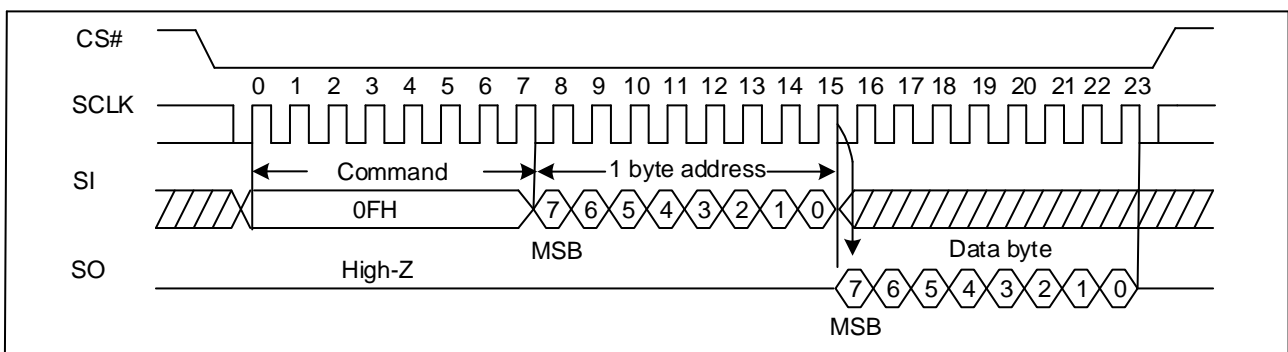 CS#
0 1 2 3 4 5 6 7 8 9 10 11 12 13 14 15 16 17 18 19 20 21 22 23
SCLK
Command 1 byte address
SI
0FH 7 6 5 4 3 2 1 0
MSB Data byte
SO High-Z
7 6 5 4 3 2 1 0
MSB